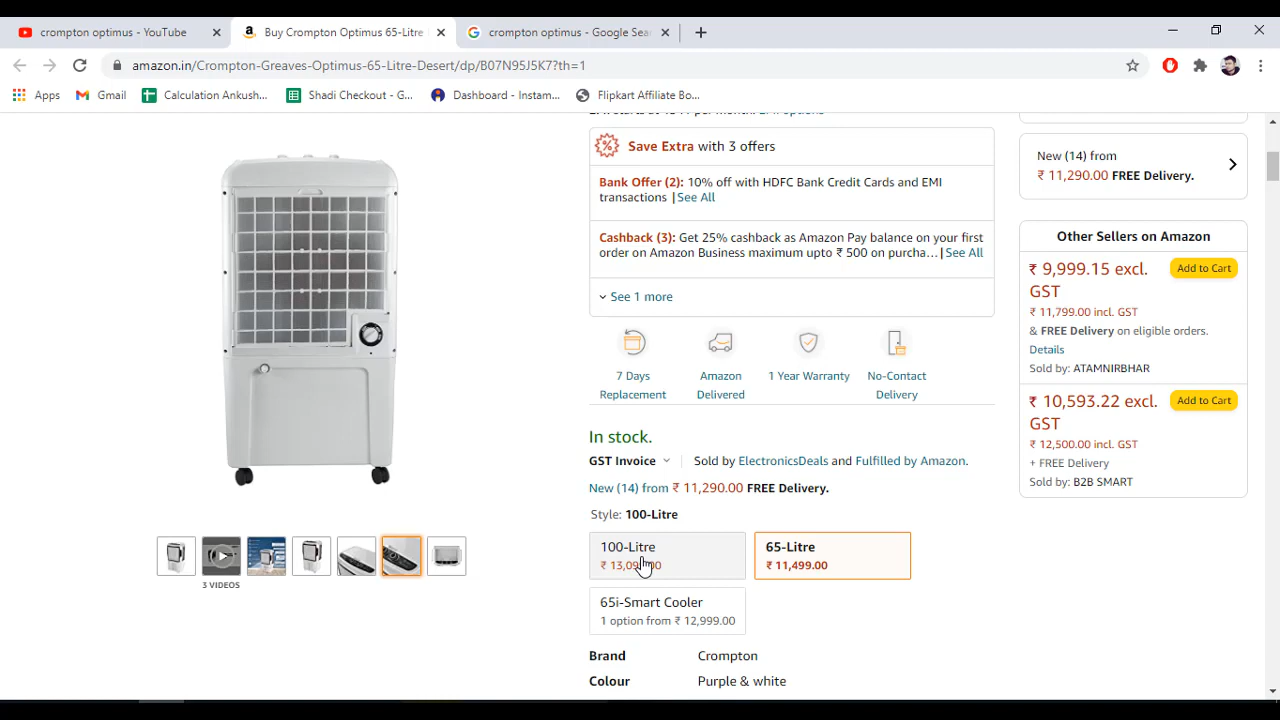 crompton optimus - YouTube
Buy Crompton Optimus 65-Litre
crompton optimus - Google Sea
amazon.in/Crompton-Greaves-Optimus-65-Litre-Desert/dp/B07N95J5K7?th=1
Apps
Gmail
Calculation Ankush...
Shadi Checkout - G...
Dashboard - Instam...
Flipkart Affiliate Bo...
Save Extra with 3 offers
Bank Offer (2): 10% off with HDFC Bank Credit Cards and EMI
transactions |See All
Cashback (3): Get 25% cashback as Amazon Pay balance on your first
order on Amazon Business maximum upto ₹ 500 on purcha... |See All
See 1 more
7 Days
Replacement
Amazon
Delivered
1 Year Warranty
No-Contact
Delivery
In stock.
GST Invoice
Sold by ElectronicsDeals and Fulfilled by Amazon.
New (14) from ₹ 11,290.00 FREE Delivery.
Style: 100-Litre
100-Litre
65-Litre
₹ 11,499.00
65i-Smart Cooler
1 option from ₹ 12,999.00
Brand Crompton
Colour Purple & white
3 VIDEOS
New (14) from
₹ 11,290.00 FREE Delivery.
Other Sellers on Amazon
₹ 9,999.15 excl.
GST
Add to Cart
₹ 11,799.00 incl. GST
& FREE Delivery on eligible orders.
Details
Sold by: ATAMNIRBHAR
₹ 10,593.22 excl.
GST
Add to Cart
₹ 12,500.00 incl. GST
+ FREE Delivery
Sold by: B2B SMART